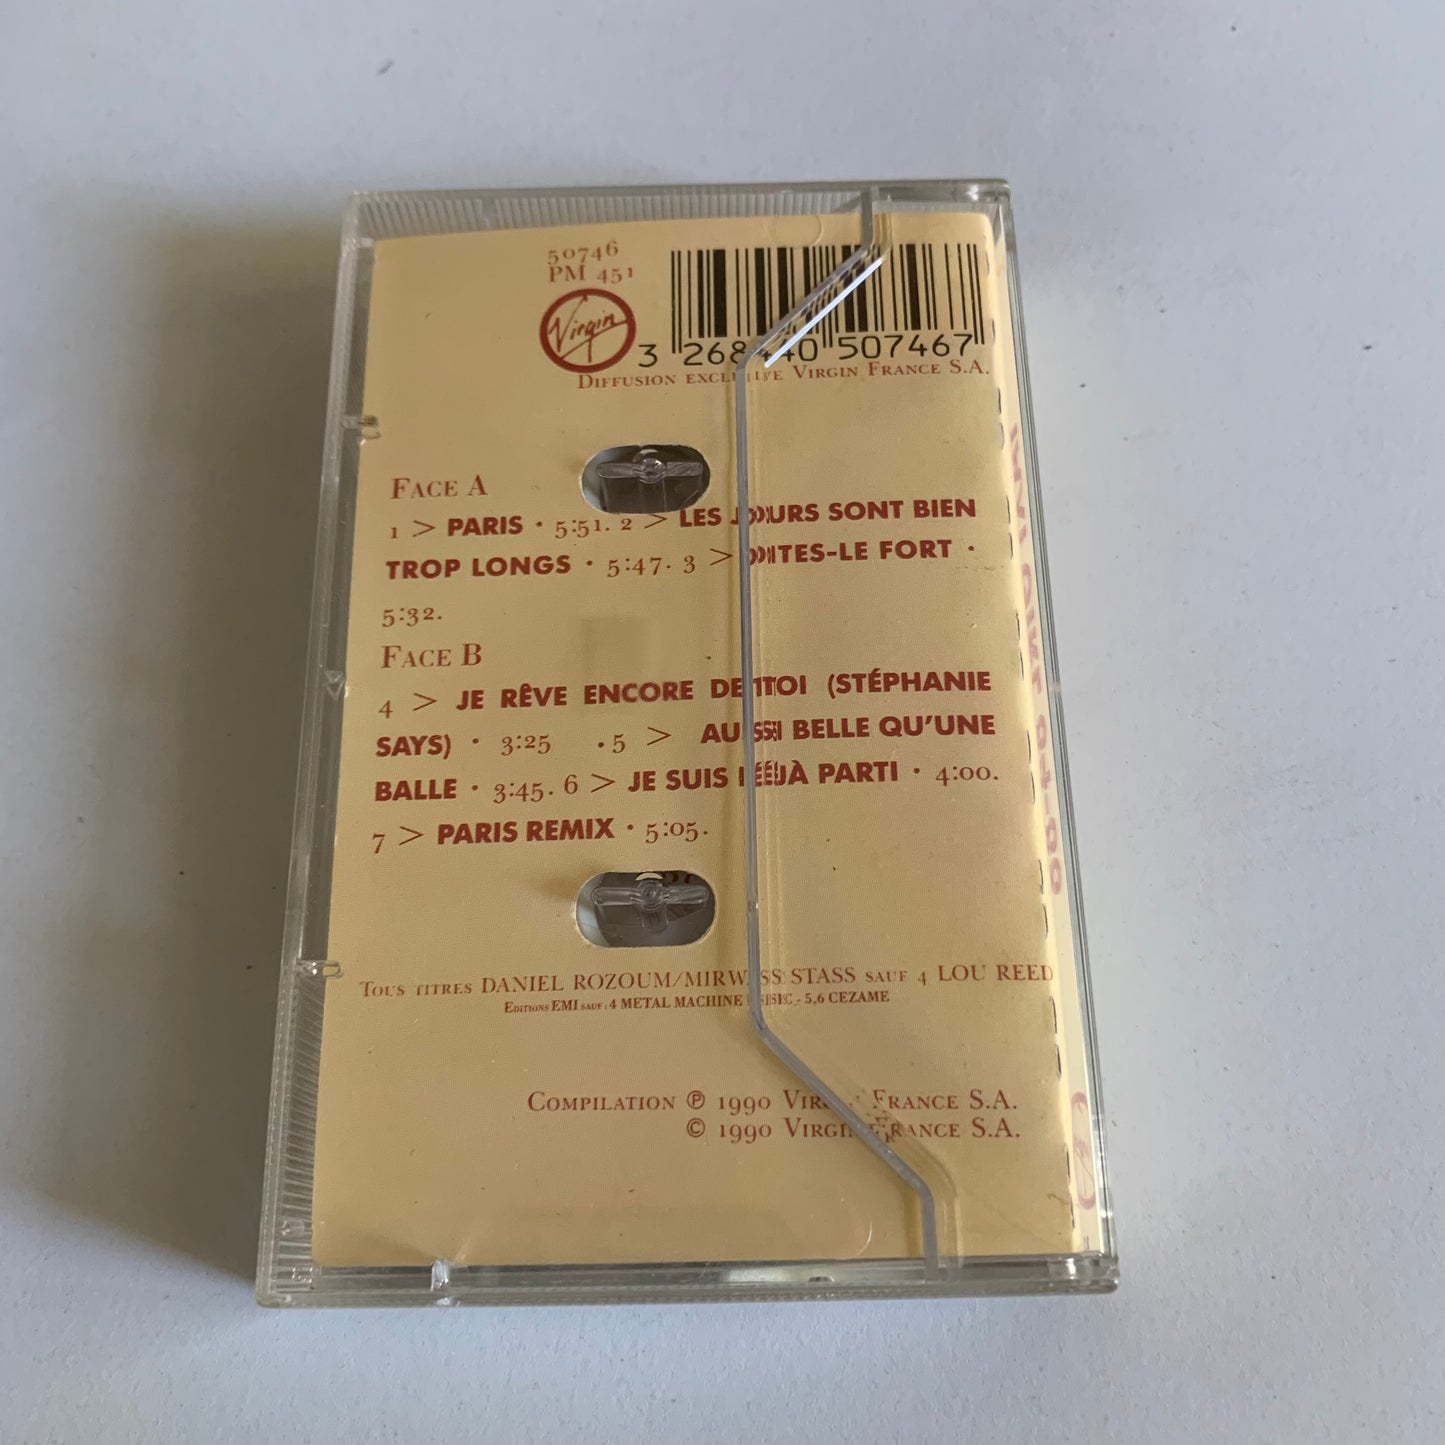 50746
PM 451
Virgin
3 268440 507467
DIFFUSION EXCLUSIVE VIRGIN FRANCE S.A.
FACE A
1 > PARIS · 5:51. 2 > LES JOURS SONT BIEN
TROP LONGS · 5:47. 3 > DITES-LE FORT ·
5:32.
FACE B
4 > JE RÊVE ENCORE DE TOI (STÉPHANIE
SAYS) · 3:25 ·5 > AUSSI BELLE QU'UNE
BALLE · 3:45. 6 > JE SUIS DÉJÀ PARTI · 4:00.
7 > PARIS REMIX · 5:05.
TOUS TITRES DANIEL ROZOUM/MIRWASS STASS SAUF 4 LOU REED
EDITIONS EMI SAUF : 4 METAL MACHINE MUSIC - 5,6 CEZAME
COMPILATION ℗ 1990 VIRGIN FRANCE S.A.
© 1990 VIRGIN FRANCE S.A.